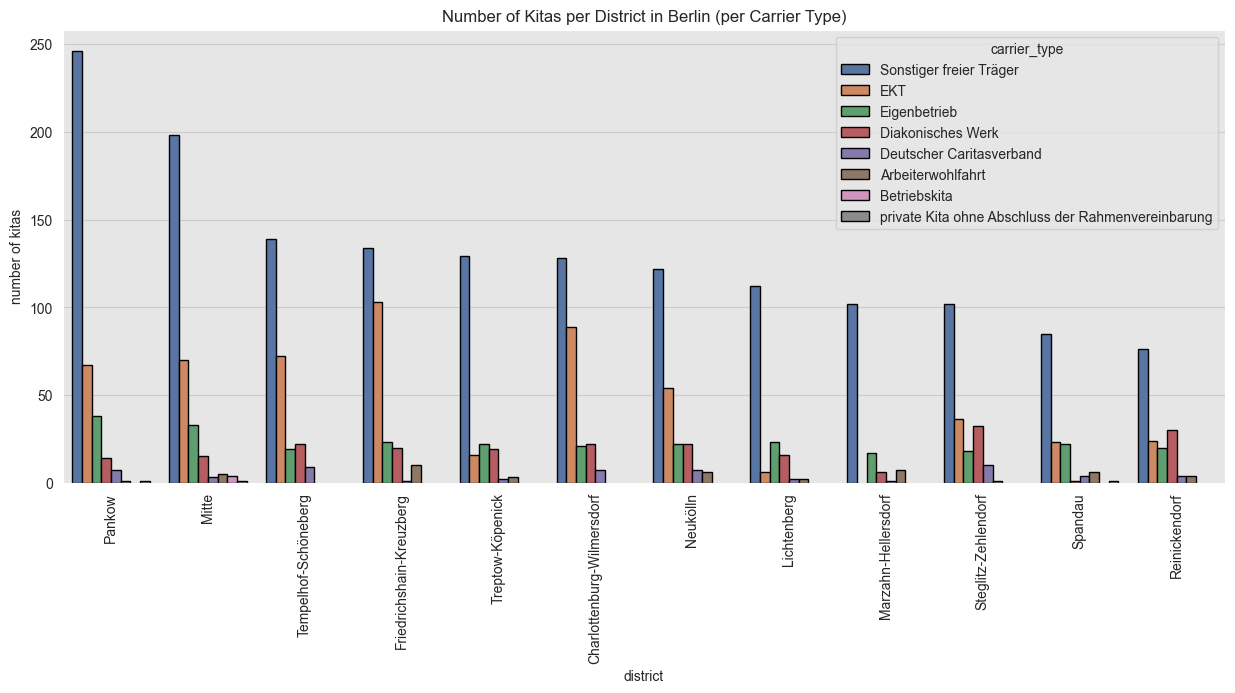 Number of Kitas per District in Berlin (per Carrier Type)
carrier_type
Sonstiger freier Träger
EKT
Eigenbetrieb
Diakonisches Werk
Deutscher Caritasverband
Arbeiterwohlfahrt
Betriebskita
private Kita ohne Abschluss der Rahmenvereinbarung
number of kitas
250
200
150
100
50
0
Pankow
Mitte
Tempelhof-Schöneberg
Friedrichshain-Kreuzberg
Treptow-Köpenick
Charlottenburg-Wilmersdorf
Neukölln
Lichtenberg
Marzahn-Hellersdorf
Steglitz-Zehlendorf
Spandau
Reinickendorf
district